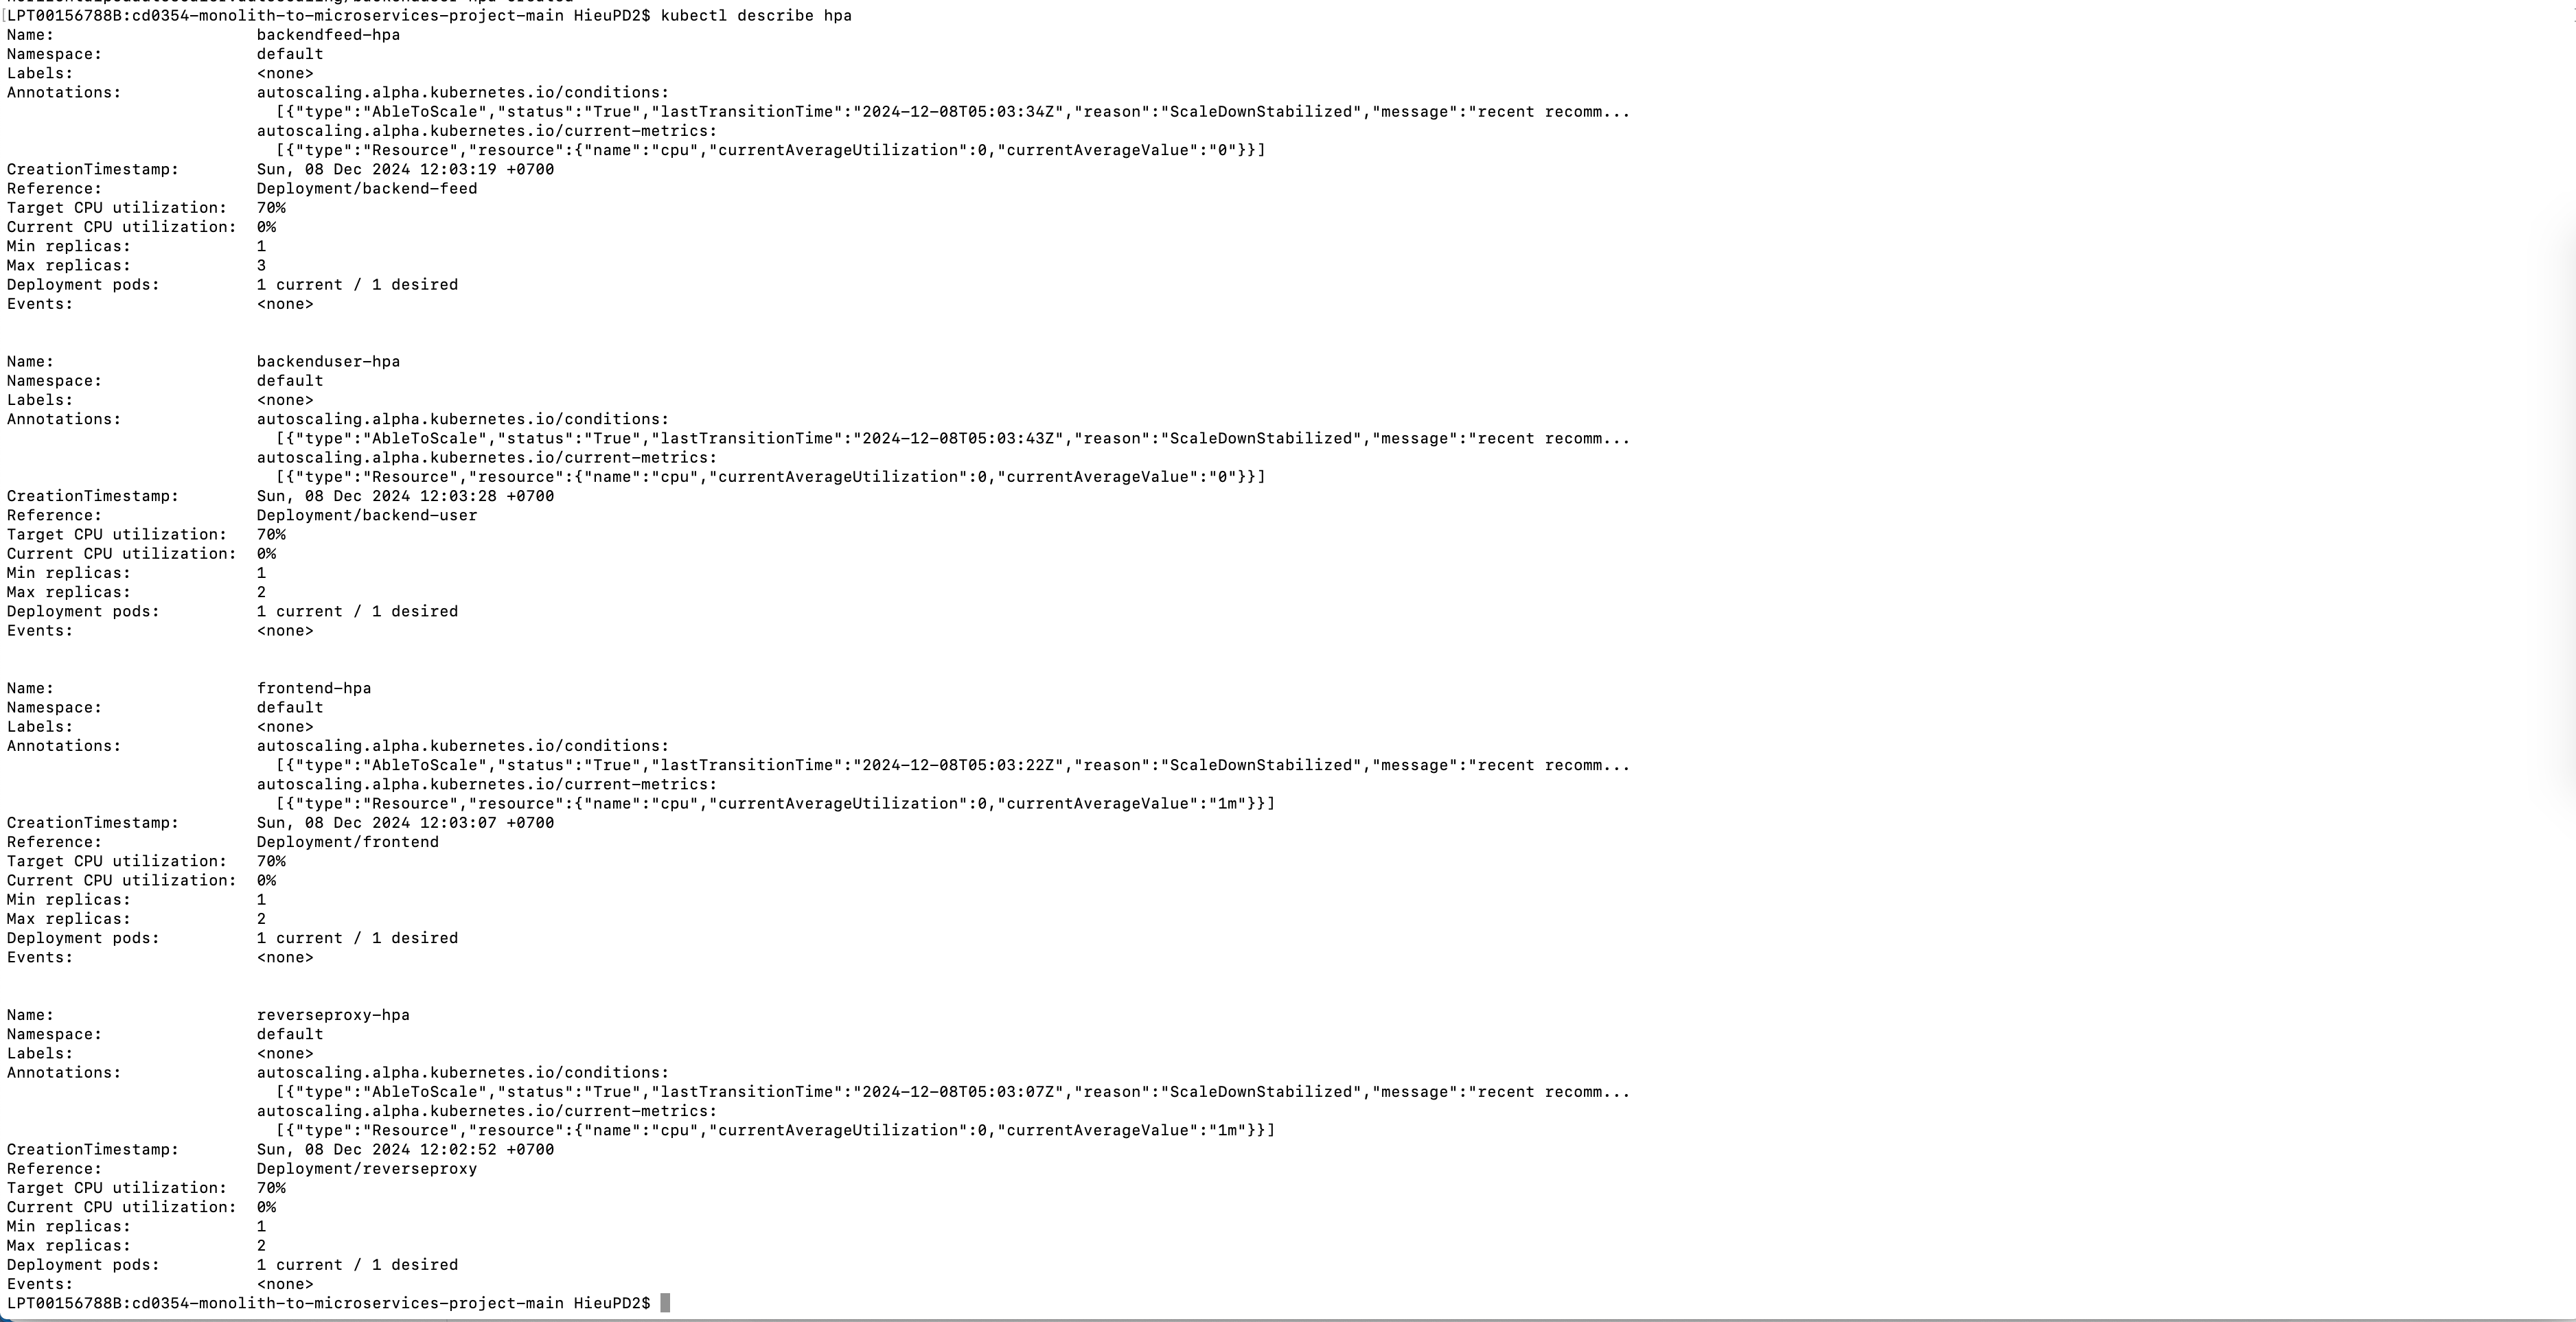 LPT00156788B:cd0354-monolith-to-microservices-project-main HieuPD2$ kubectl describe hpa
Name:                     backendfeed-hpa
Namespace:                default
Labels:                   <none>
Annotations:              autoscaling.alpha.kubernetes.io/conditions:
                            [{"type":"AbleToScale","status":"True","lastTransitionTime":"2024-12-08T05:03:34Z","reason":"ScaleDownStabilized","message":"recent recomm...
                          autoscaling.alpha.kubernetes.io/current-metrics:
                            [{"type":"Resource","resource":{"name":"cpu","currentAverageUtilization":0,"currentAverageValue":"0"}}]
CreationTimestamp:        Sun, 08 Dec 2024 12:03:19 +0700
Reference:                Deployment/backend-feed
Target CPU utilization:   70%
Current CPU utilization:  0%
Min replicas:             1
Max replicas:             3
Deployment pods:          1 current / 1 desired
Events:                   <none>
Name:                     backenduser-hpa
Namespace:                default
Labels:                   <none>
Annotations:              autoscaling.alpha.kubernetes.io/conditions:
                            [{"type":"AbleToScale","status":"True","lastTransitionTime":"2024-12-08T05:03:43Z","reason":"ScaleDownStabilized","message":"recent recomm...
                          autoscaling.alpha.kubernetes.io/current-metrics:
                            [{"type":"Resource","resource":{"name":"cpu","currentAverageUtilization":0,"currentAverageValue":"0"}}]
CreationTimestamp:        Sun, 08 Dec 2024 12:03:28 +0700
Reference:                Deployment/backend-user
Target CPU utilization:   70%
Current CPU utilization:  0%
Min replicas:             1
Max replicas:             2
Deployment pods:          1 current / 1 desired
Events:                   <none>
Name:                     frontend-hpa
Namespace:                default
Labels:                   <none>
Annotations:              autoscaling.alpha.kubernetes.io/conditions:
                            [{"type":"AbleToScale","status":"True","lastTransitionTime":"2024-12-08T05:03:22Z","reason":"ScaleDownStabilized","message":"recent recomm...
                          autoscaling.alpha.kubernetes.io/current-metrics:
                            [{"type":"Resource","resource":{"name":"cpu","currentAverageUtilization":0,"currentAverageValue":"1m"}}]
CreationTimestamp:        Sun, 08 Dec 2024 12:03:07 +0700
Reference:                Deployment/frontend
Target CPU utilization:   70%
Current CPU utilization:  0%
Min replicas:             1
Max replicas:             2
Deployment pods:          1 current / 1 desired
Events:                   <none>
Name:                     reverseproxy-hpa
Namespace:                default
Labels:                   <none>
Annotations:              autoscaling.alpha.kubernetes.io/conditions:
                            [{"type":"AbleToScale","status":"True","lastTransitionTime":"2024-12-08T05:03:07Z","reason":"ScaleDownStabilized","message":"recent recomm...
                          autoscaling.alpha.kubernetes.io/current-metrics:
                            [{"type":"Resource","resource":{"name":"cpu","currentAverageUtilization":0,"currentAverageValue":"1m"}}]
CreationTimestamp:        Sun, 08 Dec 2024 12:02:52 +0700
Reference:                Deployment/reverseproxy
Target CPU utilization:   70%
Current CPU utilization:  0%
Min replicas:             1
Max replicas:             2
Deployment pods:          1 current / 1 desired
Events:                   <none>
LPT00156788B:cd0354-monolith-to-microservices-project-main HieuPD2$